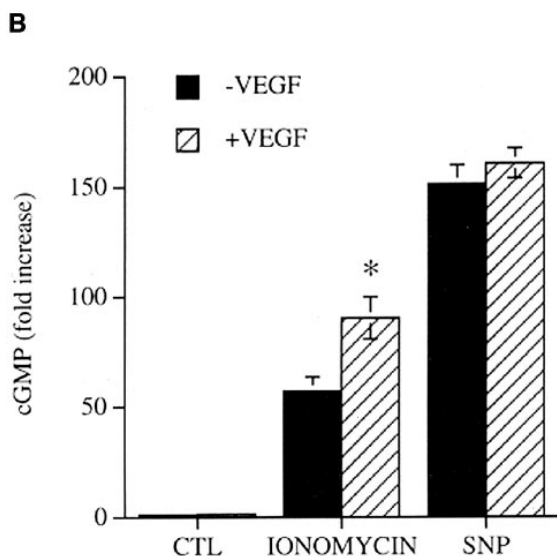 B
200
150
100
50
0
cGMP (fold increase)
-VEGF
+VEGF
*
CTL
IONOMYCIN
SNP